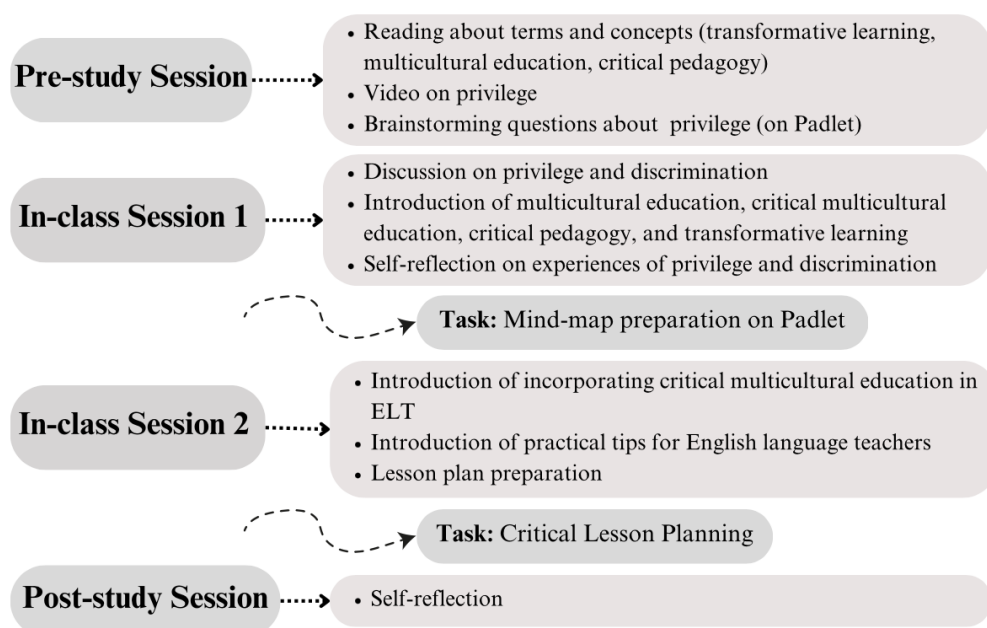 Pre-study Session
• Reading about terms and concepts (transformative learning,
multicultural education, critical pedagogy)
• Video on privilege
• Brainstorming questions about privilege (on Padlet)
In-class Session 1
• Discussion on privilege and discrimination
• Introduction of multicultural education, critical multicultural
education, critical pedagogy, and transformative learning
• Self-reflection on experiences of privilege and discrimination
Task: Mind-map preparation on Padlet
In-class Session 2
• Introduction of incorporating critical multicultural education in
ELT
• Introduction of practical tips for English language teachers
• Lesson plan preparation
Task: Critical Lesson Planning
Post-study Session
• Self-reflection